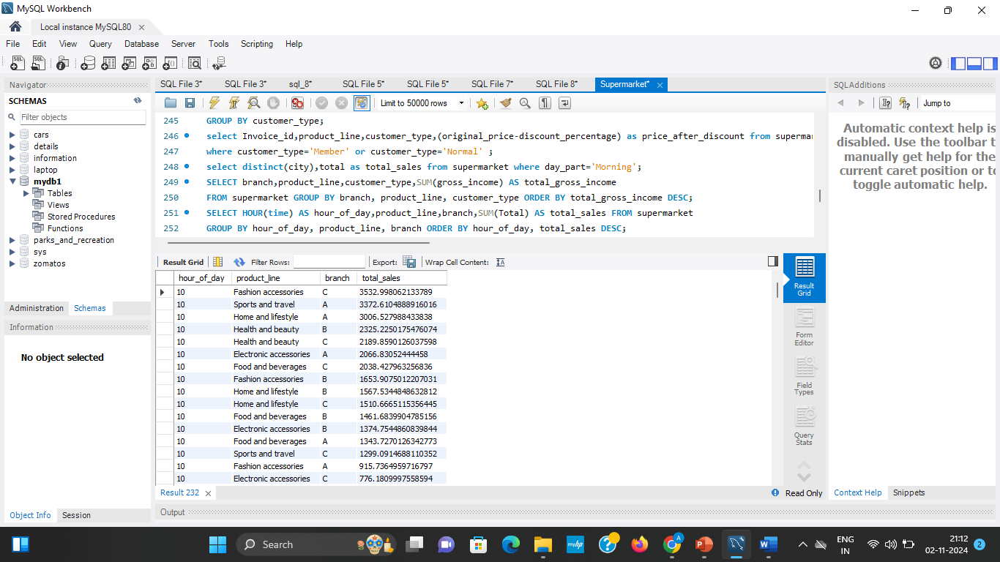 MySQL Workbench
Local instance MySQL80
File Edit View Query Database Server Tools Scripting Help
Navigator
SCHEMAS
Filter objects
cars
details
information
laptop
mydb1
Tables
Views
Stored Procedures
Functions
parks_and_recreation
sys
zomatos
Administration Schemas
Information
No object selected
Object Info Session
SQL File 3* SQL File 3* sql_8* SQL File 5* SQL File 5* SQL File 7* SQL File 8* Supermarket*
Limit to 50000 rows
245 GROUP BY customer_type;
246 select Invoice_id,product_line,customer_type,(original_price-discount_percentage) as price_after_discount from supermar
247 where customer_type='Member' or customer_type='Normal' ;
248 select distinct(city),total as total_sales from supermarket where day_part='Morning';
249 SELECT branch,product_line,customer_type,SUM(gross_income) AS total_gross_income
250 FROM supermarket GROUP BY branch, product_line, customer_type ORDER BY total_gross_income DESC;
251 SELECT HOUR(time) AS hour_of_day,product_line,branch,SUM(Total) AS total_sales FROM supermarket
252 GROUP BY hour_of_day, product_line, branch ORDER BY hour_of_day, total_sales DESC;
Result Grid Filter Rows: Export: Wrap Cell Content:
hour_of_day product_line branch total_sales
10 Fashion accessories C 3532.998062133789
10 Sports and travel A 3372.6104888916016
10 Home and lifestyle A 3006.527988433838
10 Health and beauty B 2325.2250175476074
10 Health and beauty C 2189.8590126037598
10 Electronic accessories A 2066.83052444458
10 Food and beverages C 2038.427963256836
10 Fashion accessories B 1653.9075012207031
10 Home and lifestyle B 1567.5344848632812
10 Home and lifestyle C 1510.6665115356445
10 Food and beverages B 1461.6839904785156
10 Electronic accessories B 1374.7544860839844
10 Food and beverages A 1343.7270126342773
10 Sports and travel C 1299.0914688110352
10 Fashion accessories A 915.7364959716797
10 Electronic accessories C 776.1809997558594
Result Grid
Form Editor
Field Types
Query Stats
Result 232
Read Only
Output
SQLAdditions
Jump to
Automatic context help is
disabled. Use the toolbar t
manually get help for the
current caret position or to
toggle automatic help.
Context Help Snippets
Search
ENG
IN
21:12
02-11-2024
2